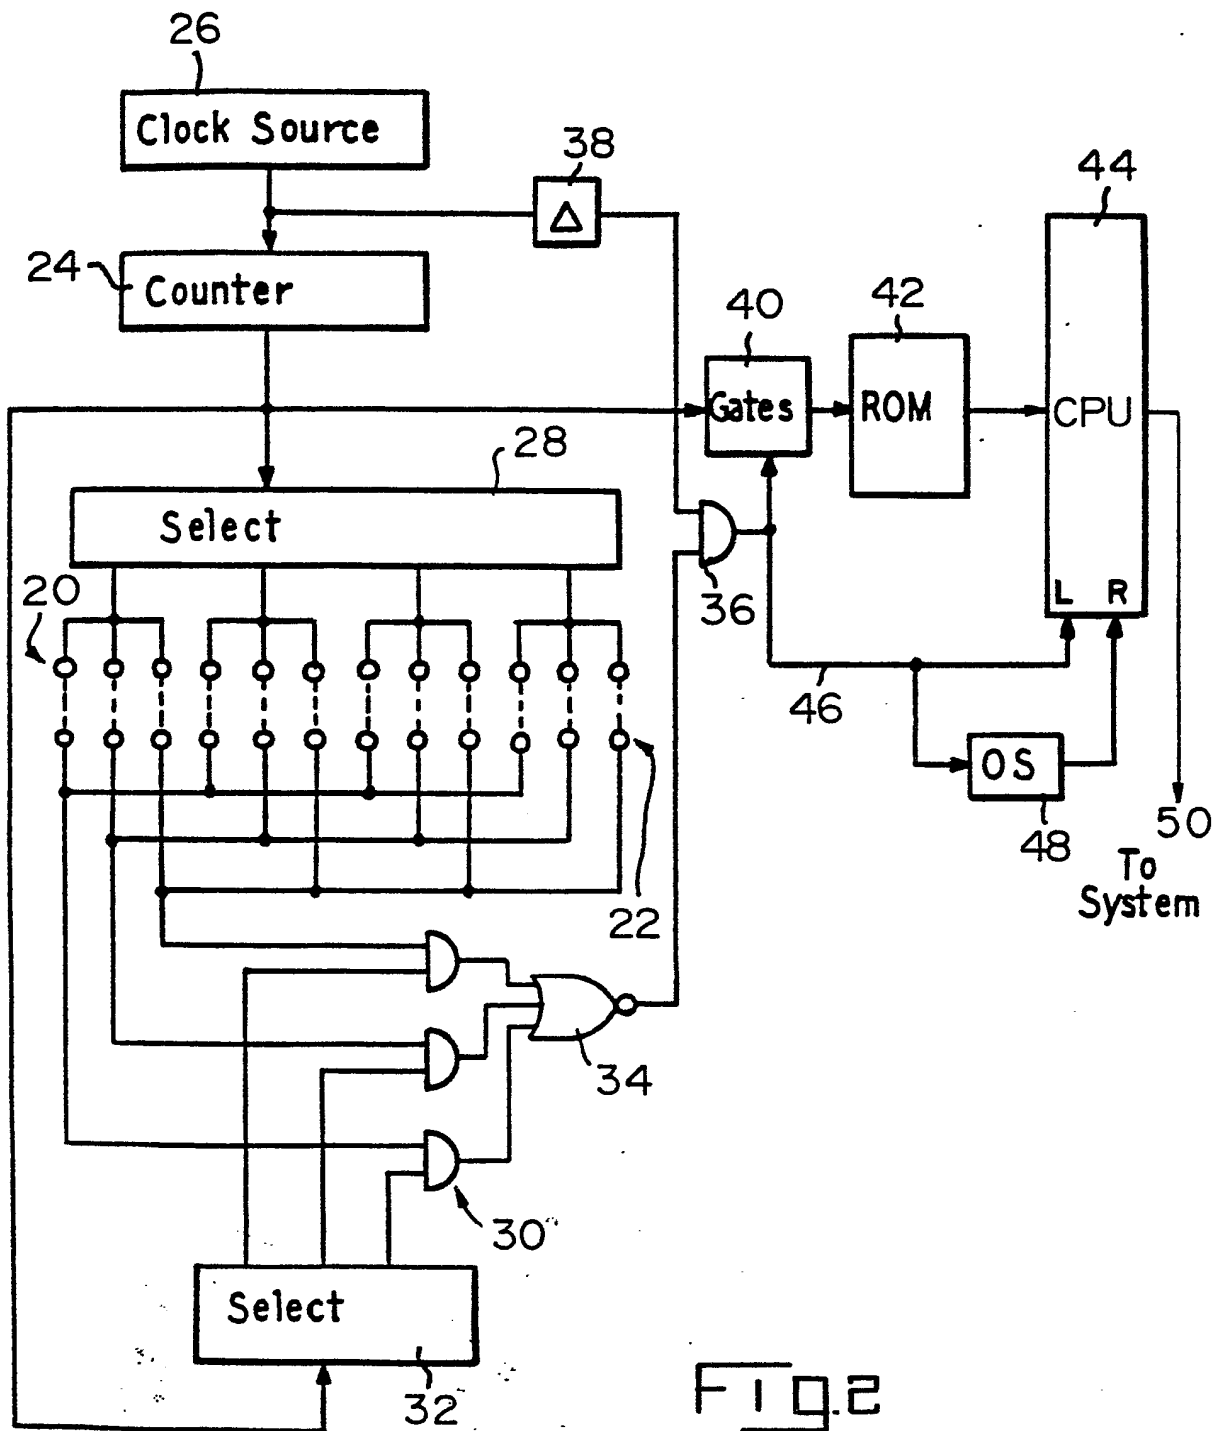 26
Clock Source
38
Δ
44
24
Counter
40
42
Gates
ROM
CPU
28
Select
20
36
L R
46
OS
48
50
To
System
22
34
30
Select
32
Fig.2